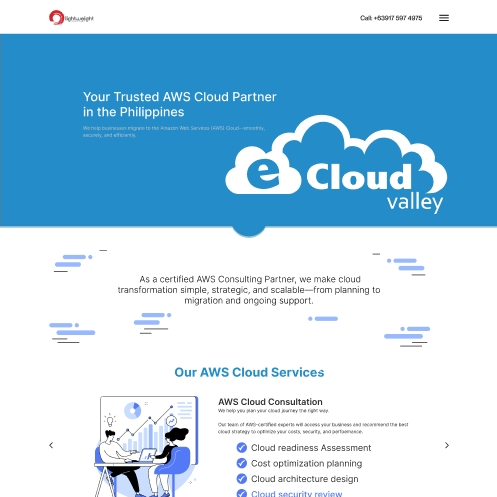 lightweight
Call: +63917 597 4975
Your Trusted AWS Cloud Partner
in the Philippines
We help businesses migrate to the Amazon Web Services (AWS) Cloud—smoothly,
securely, and efficiently.
e Cloud
valley
As a certified AWS Consulting Partner, we make cloud
transformation simple, strategic, and scalable—from planning to
migration and ongoing support.
Our AWS Cloud Services
AWS Cloud Consultation
We help you plan your cloud journey the right way.
Our team of AWS-certified experts will access your business and recommend the best
cloud strategy to optimize your costs, security, and performance.
Cloud readiness Assessment
Cost optimization planning
Cloud architecture design
Cloud security review